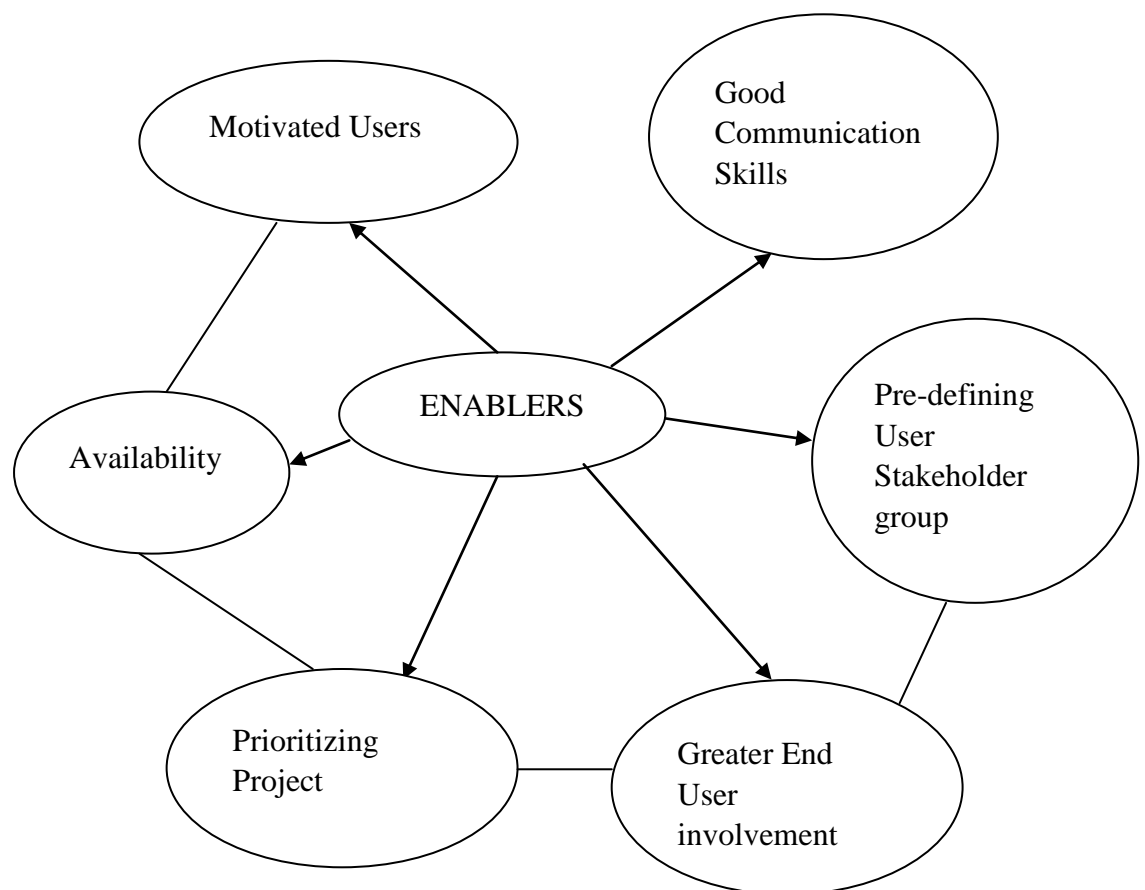 Motivated Users
Good
Communication
Skills
ENABLERS
Pre-defining
User
Stakeholder
group
Availability
Prioritizing
Project
Greater End
User
involvement